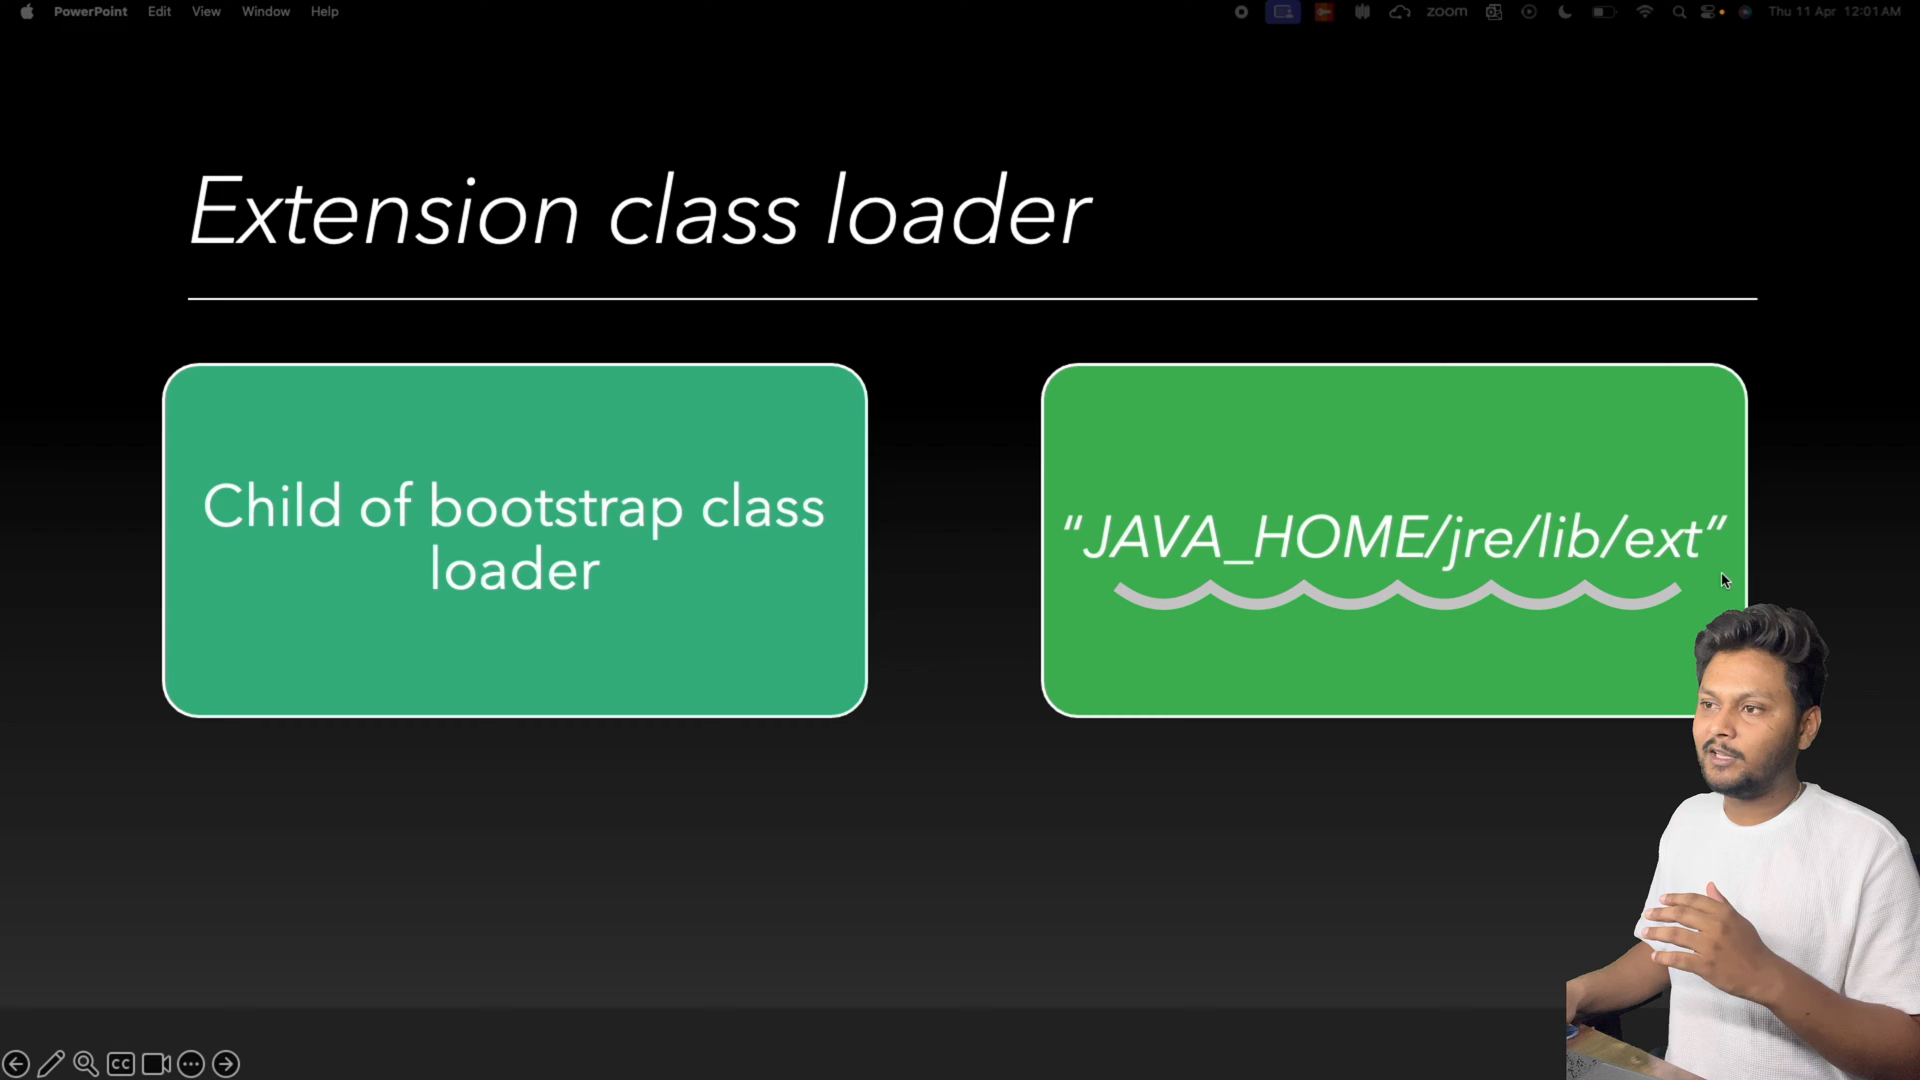 PowerPoint Edit View Window Help
zoom Thu 11 Apr 12:01 AM
Extension class loader
Child of bootstrap class
loader
“JAVA_HOME/jre/lib/ext”
CC